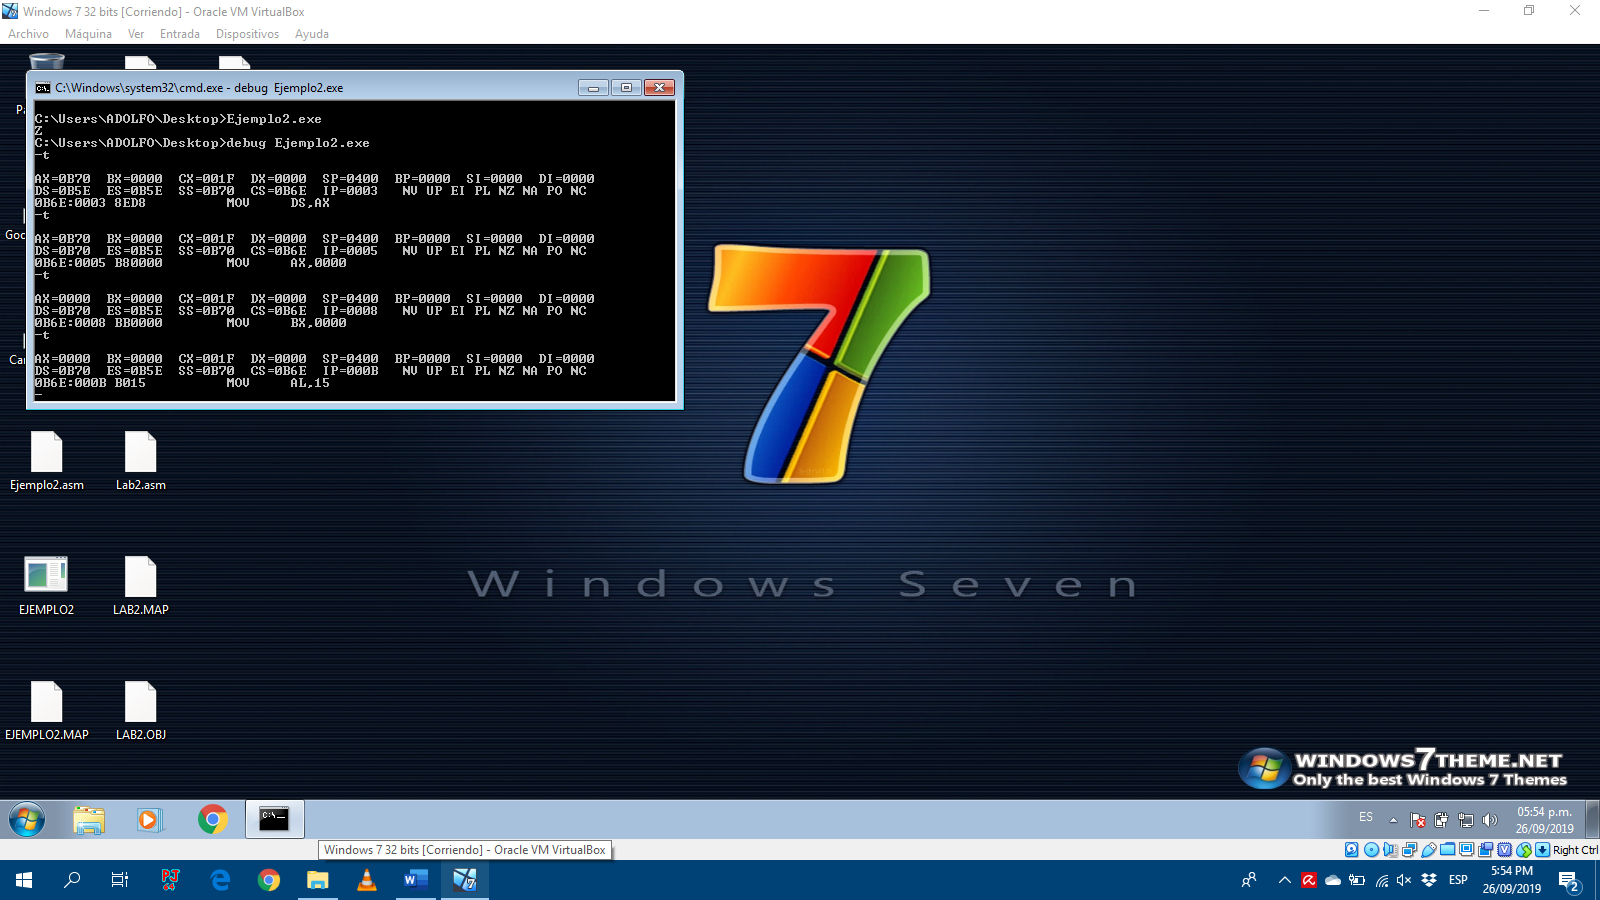 Windows 7 32 bits [Corriendo] - Oracle VM VirtualBox
Archivo Máquina Ver Entrada Dispositivos Ayuda
C:\Windows\system32\cmd.exe - debug Ejemplo2.exe
C:\Users\ADOLFO\Desktop>Ejemplo2.exe
Z
C:\Users\ADOLFO\Desktop>debug Ejemplo2.exe
-t
AX=0B70 BX=0000 CX=001F DX=0000 SP=0400 BP=0000 SI=0000 DI=0000
DS=0B5E ES=0B5E SS=0B70 CS=0B6E IP=0003 NV UP EI PL NZ NA PO NC
0B6E:0003 8ED8 MOV DS,AX
-t
AX=0B70 BX=0000 CX=001F DX=0000 SP=0400 BP=0000 SI=0000 DI=0000
DS=0B70 ES=0B5E SS=0B70 CS=0B6E IP=0005 NV UP EI PL NZ NA PO NC
0B6E:0005 B80000 MOV AX,0000
-t
AX=0000 BX=0000 CX=001F DX=0000 SP=0400 BP=0000 SI=0000 DI=0000
DS=0B70 ES=0B5E SS=0B70 CS=0B6E IP=0008 NV UP EI PL NZ NA PO NC
0B6E:0008 BB0000 MOV BX,0000
-t
AX=0000 BX=0000 CX=001F DX=0000 SP=0400 BP=0000 SI=0000 DI=0000
DS=0B70 ES=0B5E SS=0B70 CS=0B6E IP=000B NV UP EI PL NZ NA PO NC
0B6E:000B B015 MOV AL,15
-
Ejemplo2.asm Lab2.asm
EJEMPLO2 LAB2.MAP
EJEMPLO2.MAP LAB2.OBJ
Windows Seven
WINDOWS7THEME.NET
Only the best Windows 7 Themes
ES
05:54 p.m.
26/09/2019
Windows 7 32 bits [Corriendo] - Oracle VM VirtualBox
Right Ctrl
ESP
5:54 PM
26/09/2019
2